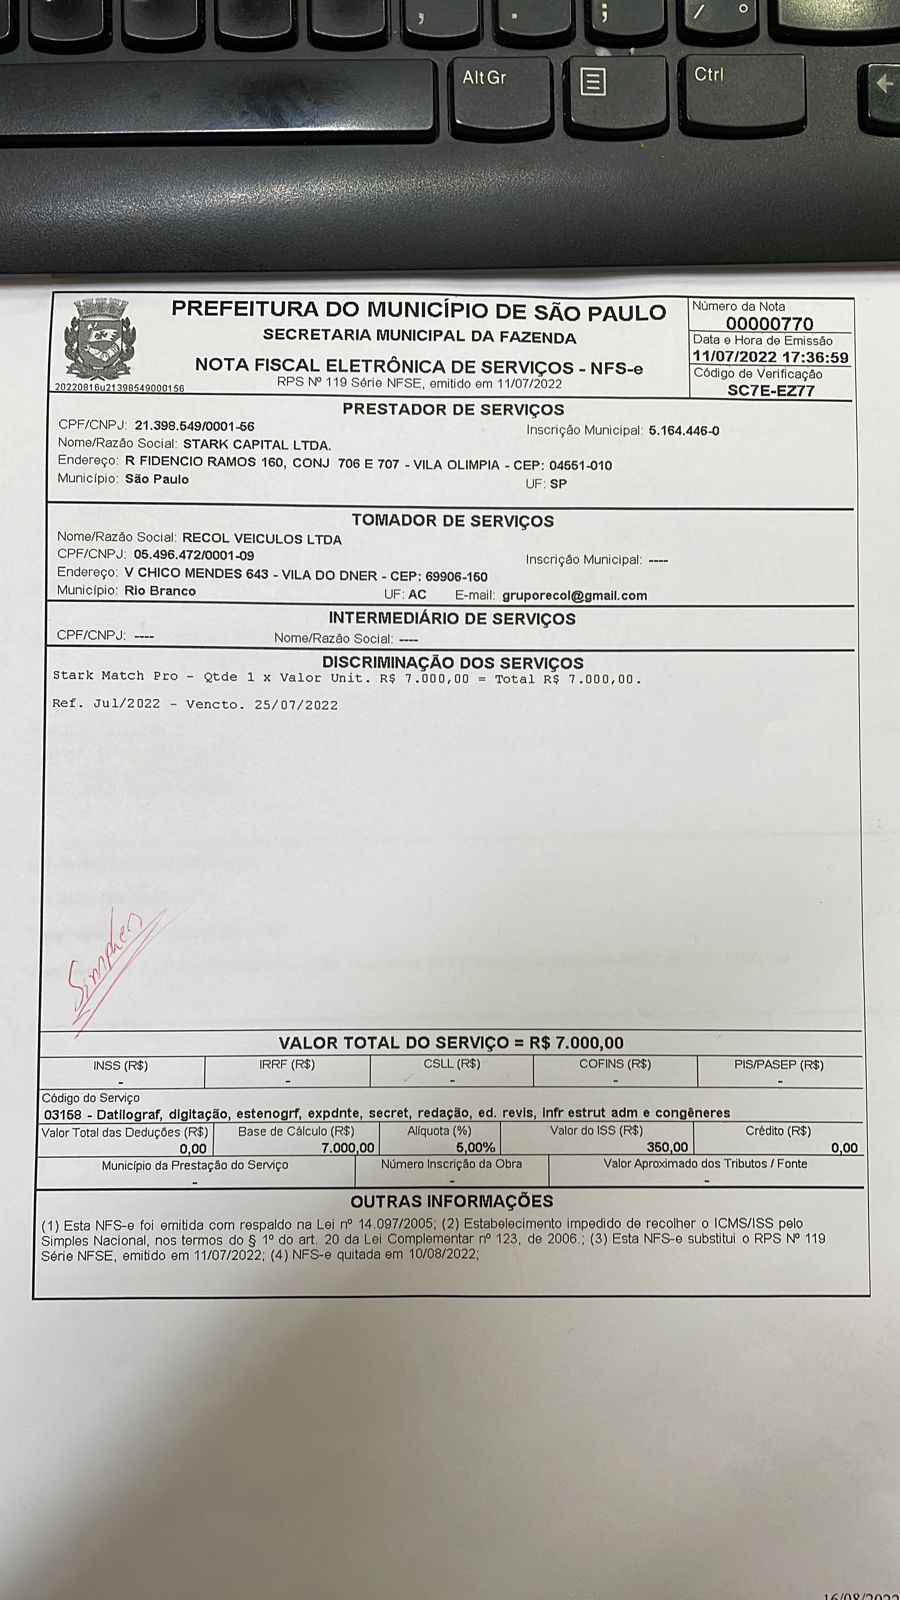 , . ; / °
Alt Gr Ctrl ←
PREFEITURA DO MUNICÍPIO DE SÃO PAULO
SECRETARIA MUNICIPAL DA FAZENDA
NOTA FISCAL ELETRÔNICA DE SERVIÇOS - NFS-e
RPS Nº 119 Série NFSE, emitido em 11/07/2022
20220816u21398549000156
Número da Nota
00000770
Data e Hora de Emissão
11/07/2022 17:36:59
Código de Verificação
SC7E-EZ77
PRESTADOR DE SERVIÇOS
CPF/CNPJ: 21.398.549/0001-56 Inscrição Municipal: 5.164.446-0
Nome/Razão Social: STARK CAPITAL LTDA.
Endereço: R FIDENCIO RAMOS 160, CONJ 706 E 707 - VILA OLIMPIA - CEP: 04551-010
Município: São Paulo UF: SP
TOMADOR DE SERVIÇOS
Nome/Razão Social: RECOL VEICULOS LTDA
CPF/CNPJ: 05.496.472/0001-09 Inscrição Municipal: ----
Endereço: V CHICO MENDES 643 - VILA DO DNER - CEP: 69906-150
Município: Rio Branco UF: AC E-mail: gruporecol@gmail.com
INTERMEDIÁRIO DE SERVIÇOS
CPF/CNPJ: ---- Nome/Razão Social: ----
DISCRIMINAÇÃO DOS SERVIÇOS
Stark Match Pro - Qtde 1 x Valor Unit. R$ 7.000,00 = Total R$ 7.000,00.
Ref. Jul/2022 - Vencto. 25/07/2022
VALOR TOTAL DO SERVIÇO = R$ 7.000,00
INSS (R$) IRRF (R$) CSLL (R$) COFINS (R$) PIS/PASEP (R$)
- - - - -
Código do Serviço
03158 - Datilograf, digitação, estenogrf, expdnte, secret, redação, ed. revis, infr estrut adm e congêneres
Valor Total das Deduções (R$) Base de Cálculo (R$) Alíquota (%) Valor do ISS (R$) Crédito (R$)
0,00 7.000,00 5,00% 350,00 0,00
Município da Prestação do Serviço Número Inscrição da Obra Valor Aproximado dos Tributos / Fonte
- - -
OUTRAS INFORMAÇÕES
(1) Esta NFS-e foi emitida com respaldo na Lei nº 14.097/2005; (2) Estabelecimento impedido de recolher o ICMS/ISS pelo
Simples Nacional, nos termos do § 1º do art. 20 da Lei Complementar nº 123, de 2006.; (3) Esta NFS-e substitui o RPS Nº 119
Série NFSE, emitido em 11/07/2022; (4) NFS-e quitada em 10/08/2022;